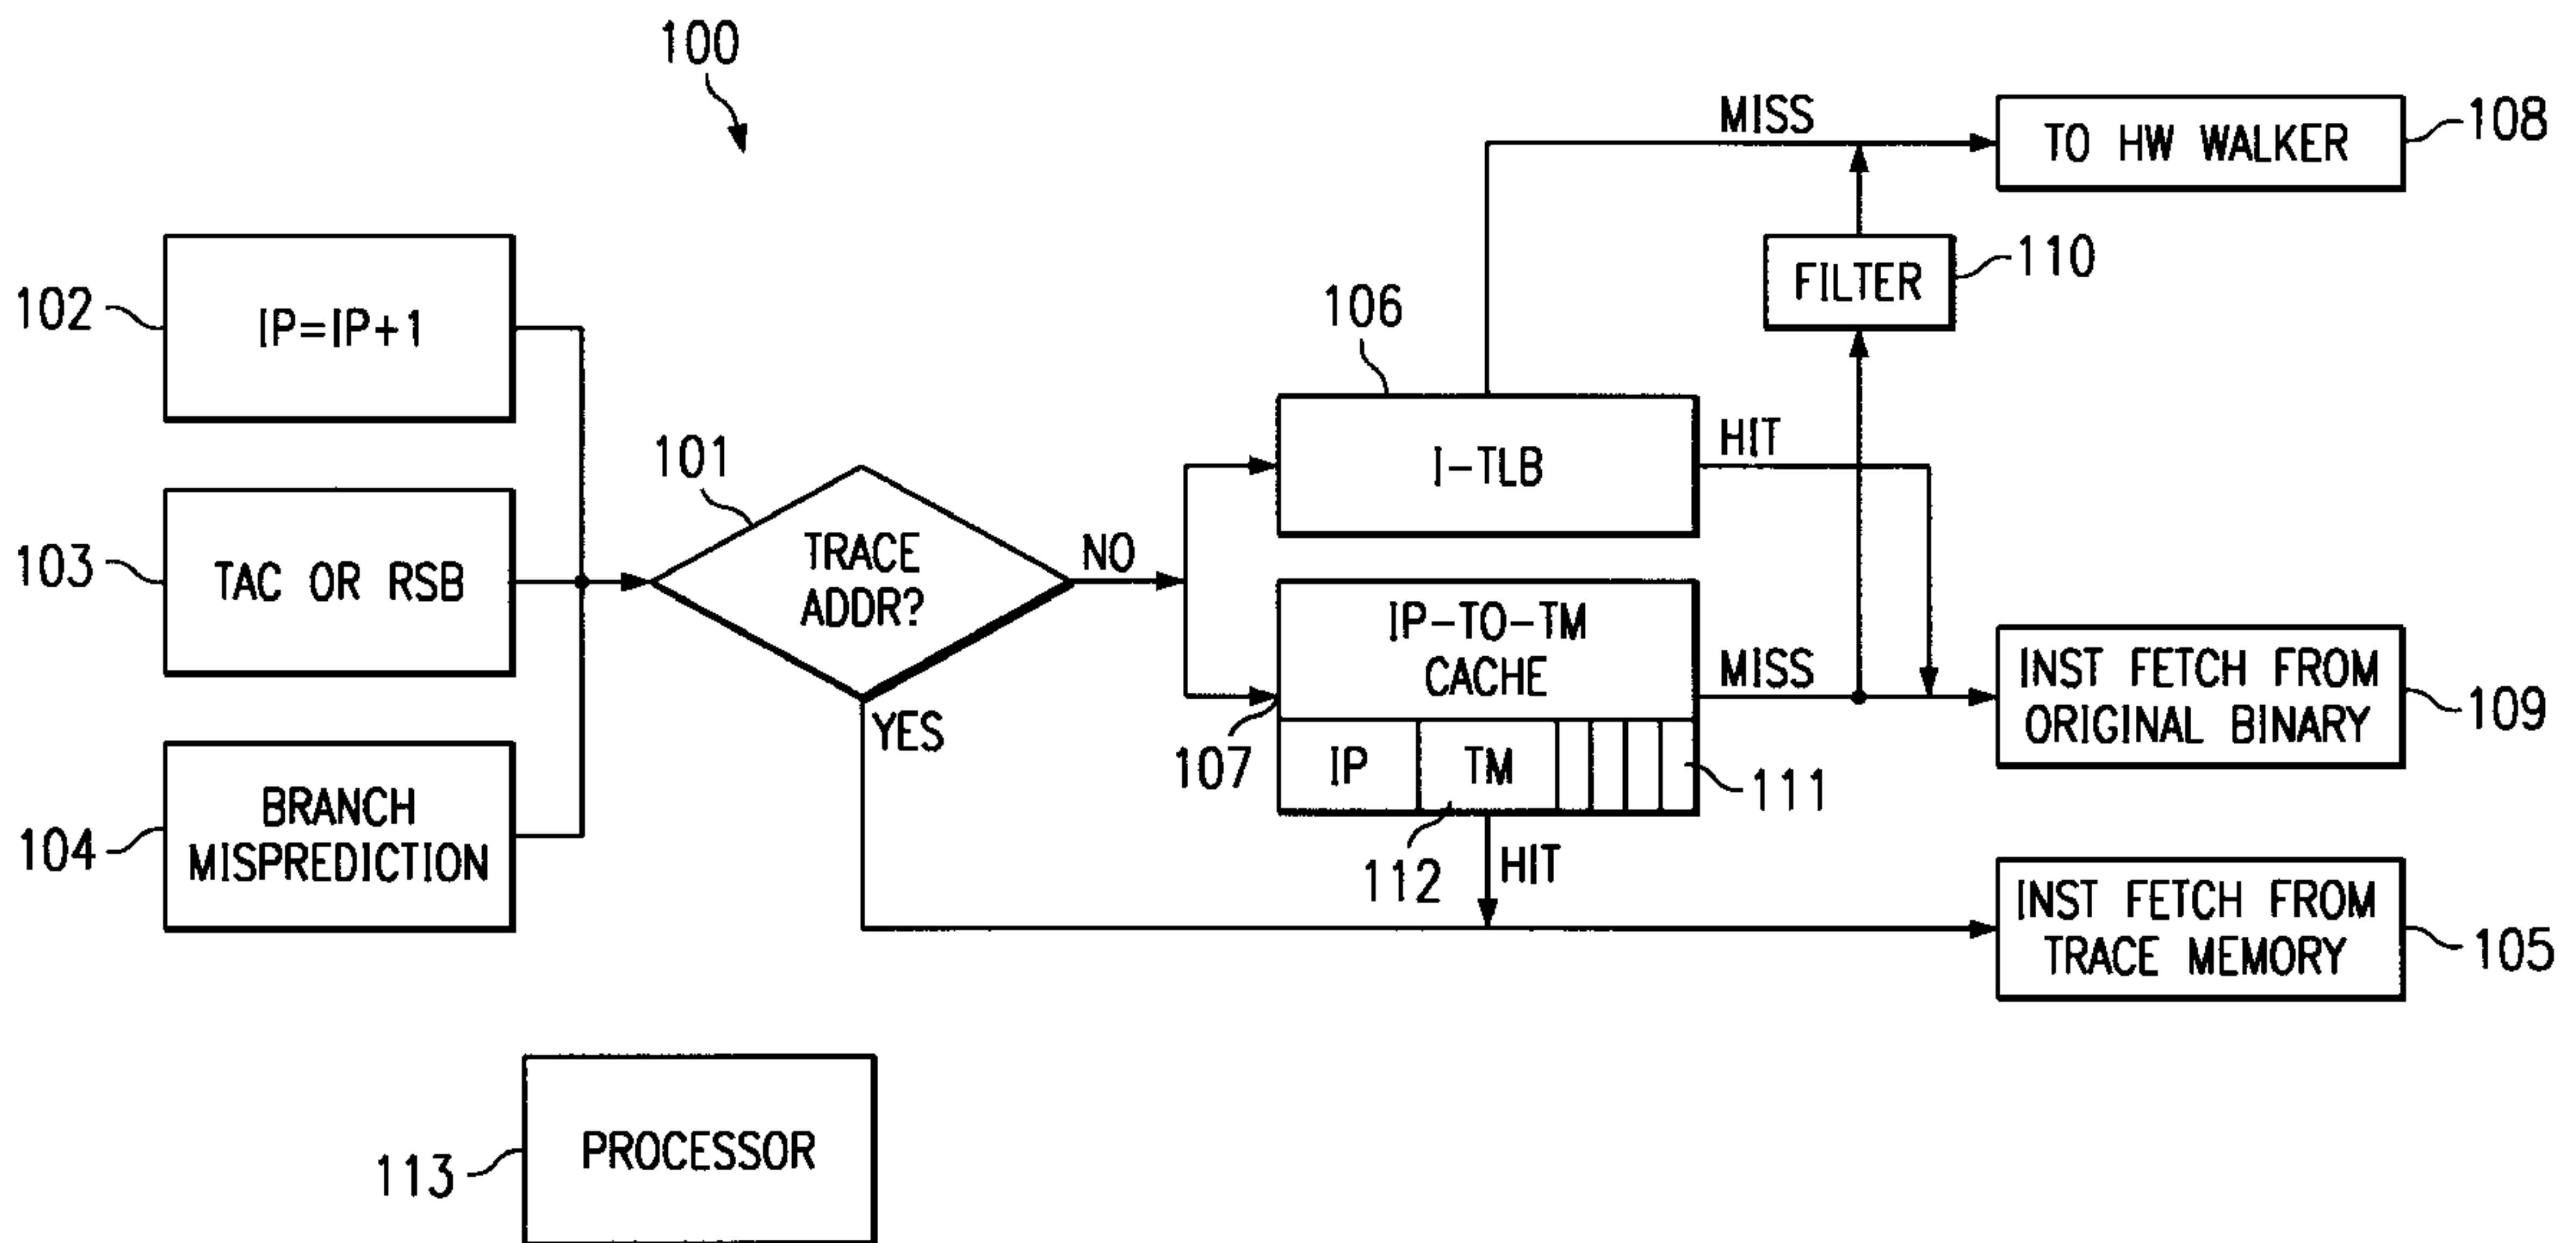 100
MISS
TO HW WALKER
108
FILTER
110
102
IP=IP+1
106
I-TLB
HIT
101
TRACE
ADDR?
NO
YES
103
TAC OR RSB
IP-TO-TM
CACHE
MISS
INST FETCH FROM
ORIGINAL BINARY
109
107
IP
TM
111
112
HIT
104
BRANCH
MISPREDICTION
INST FETCH FROM
TRACE MEMORY
105
PROCESSOR
113